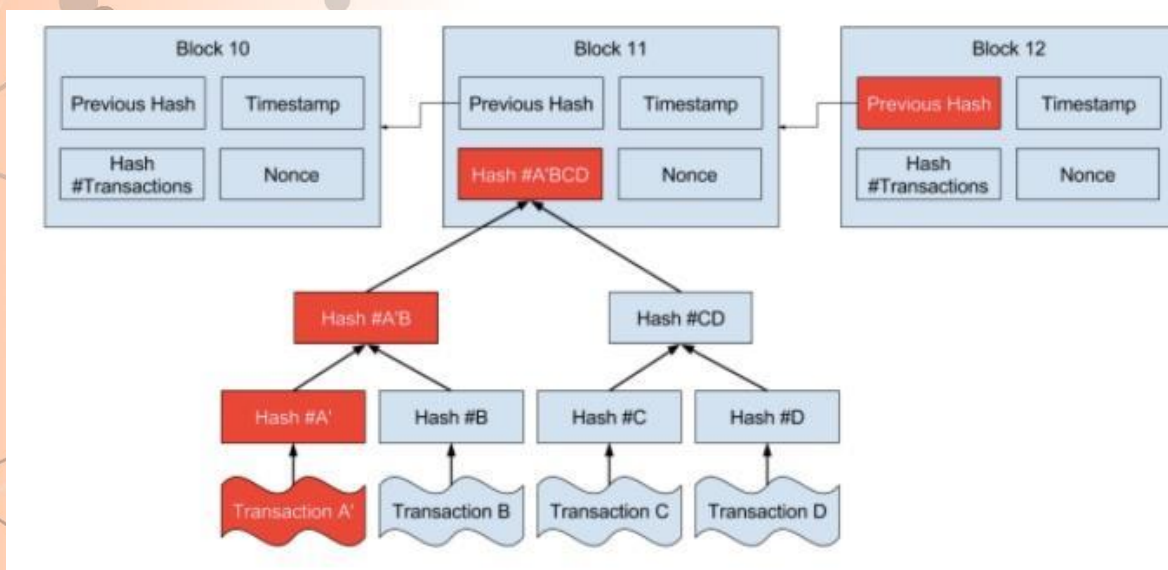 Block 10
Block 11
Block 12
Previous Hash
Timestamp
Previous Hash
Timestamp
Previous Hash
Timestamp
Hash
#Transactions
Nonce
Hash #A'BCD
Nonce
Hash
#Transactions
Nonce
Hash #A'B
Hash #CD
Hash #A'
Hash #B
Hash #C
Hash #D
Transaction A'
Transaction B
Transaction C
Transaction D